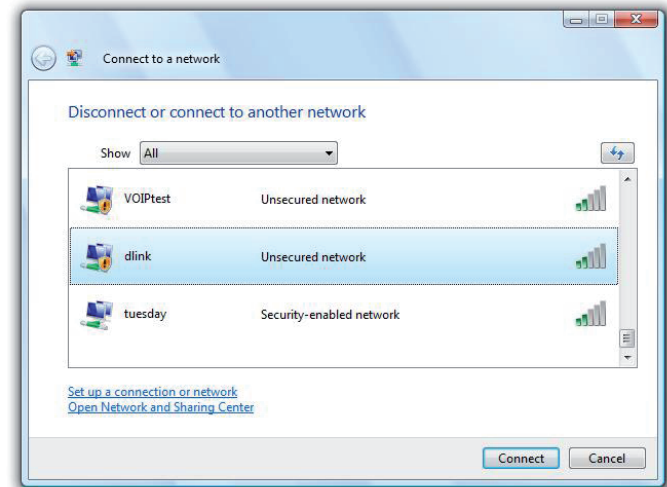 Connect to a network
Disconnect or connect to another network
Show All
VOIPtest Unsecured network
dlink Unsecured network
tuesday Security-enabled network
Set up a connection or network
Open Network and Sharing Center
Connect Cancel